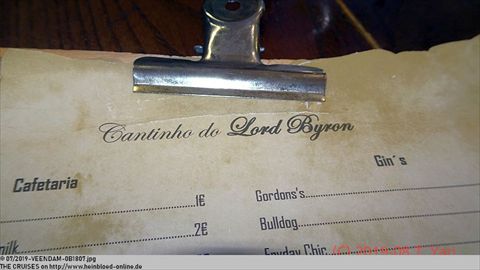 Cantinho do Lord Byron
Gin´s
Cafetaria
1€
Gordons's
2€
Bulldog
milk
© 07/2019-VEENDAM-0BI807.jpg
THE CRUISES on http://www.heinbloed-online.de